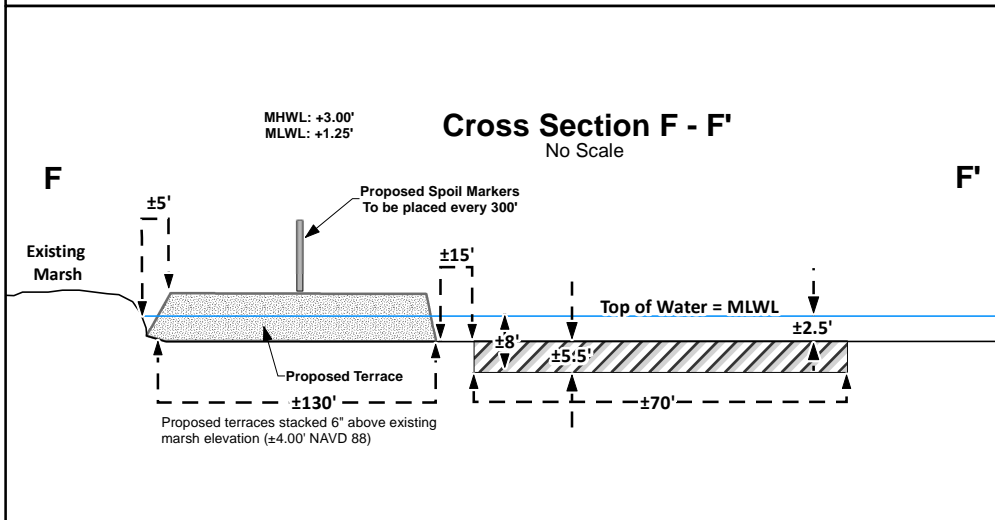 MHWL: +3.00'
MLWL: +1.25'
Cross Section F - F'
No Scale
F
F'
Proposed Spoil Markers
To be placed every 300'
±5'
Existing
Marsh
±15'
Top of Water = MLWL
±2.5'
±8'
±5.5'
Proposed Terrace
±130'
±70'
Proposed terraces stacked 6" above existing
marsh elevation (±4.00' NAVD 88)